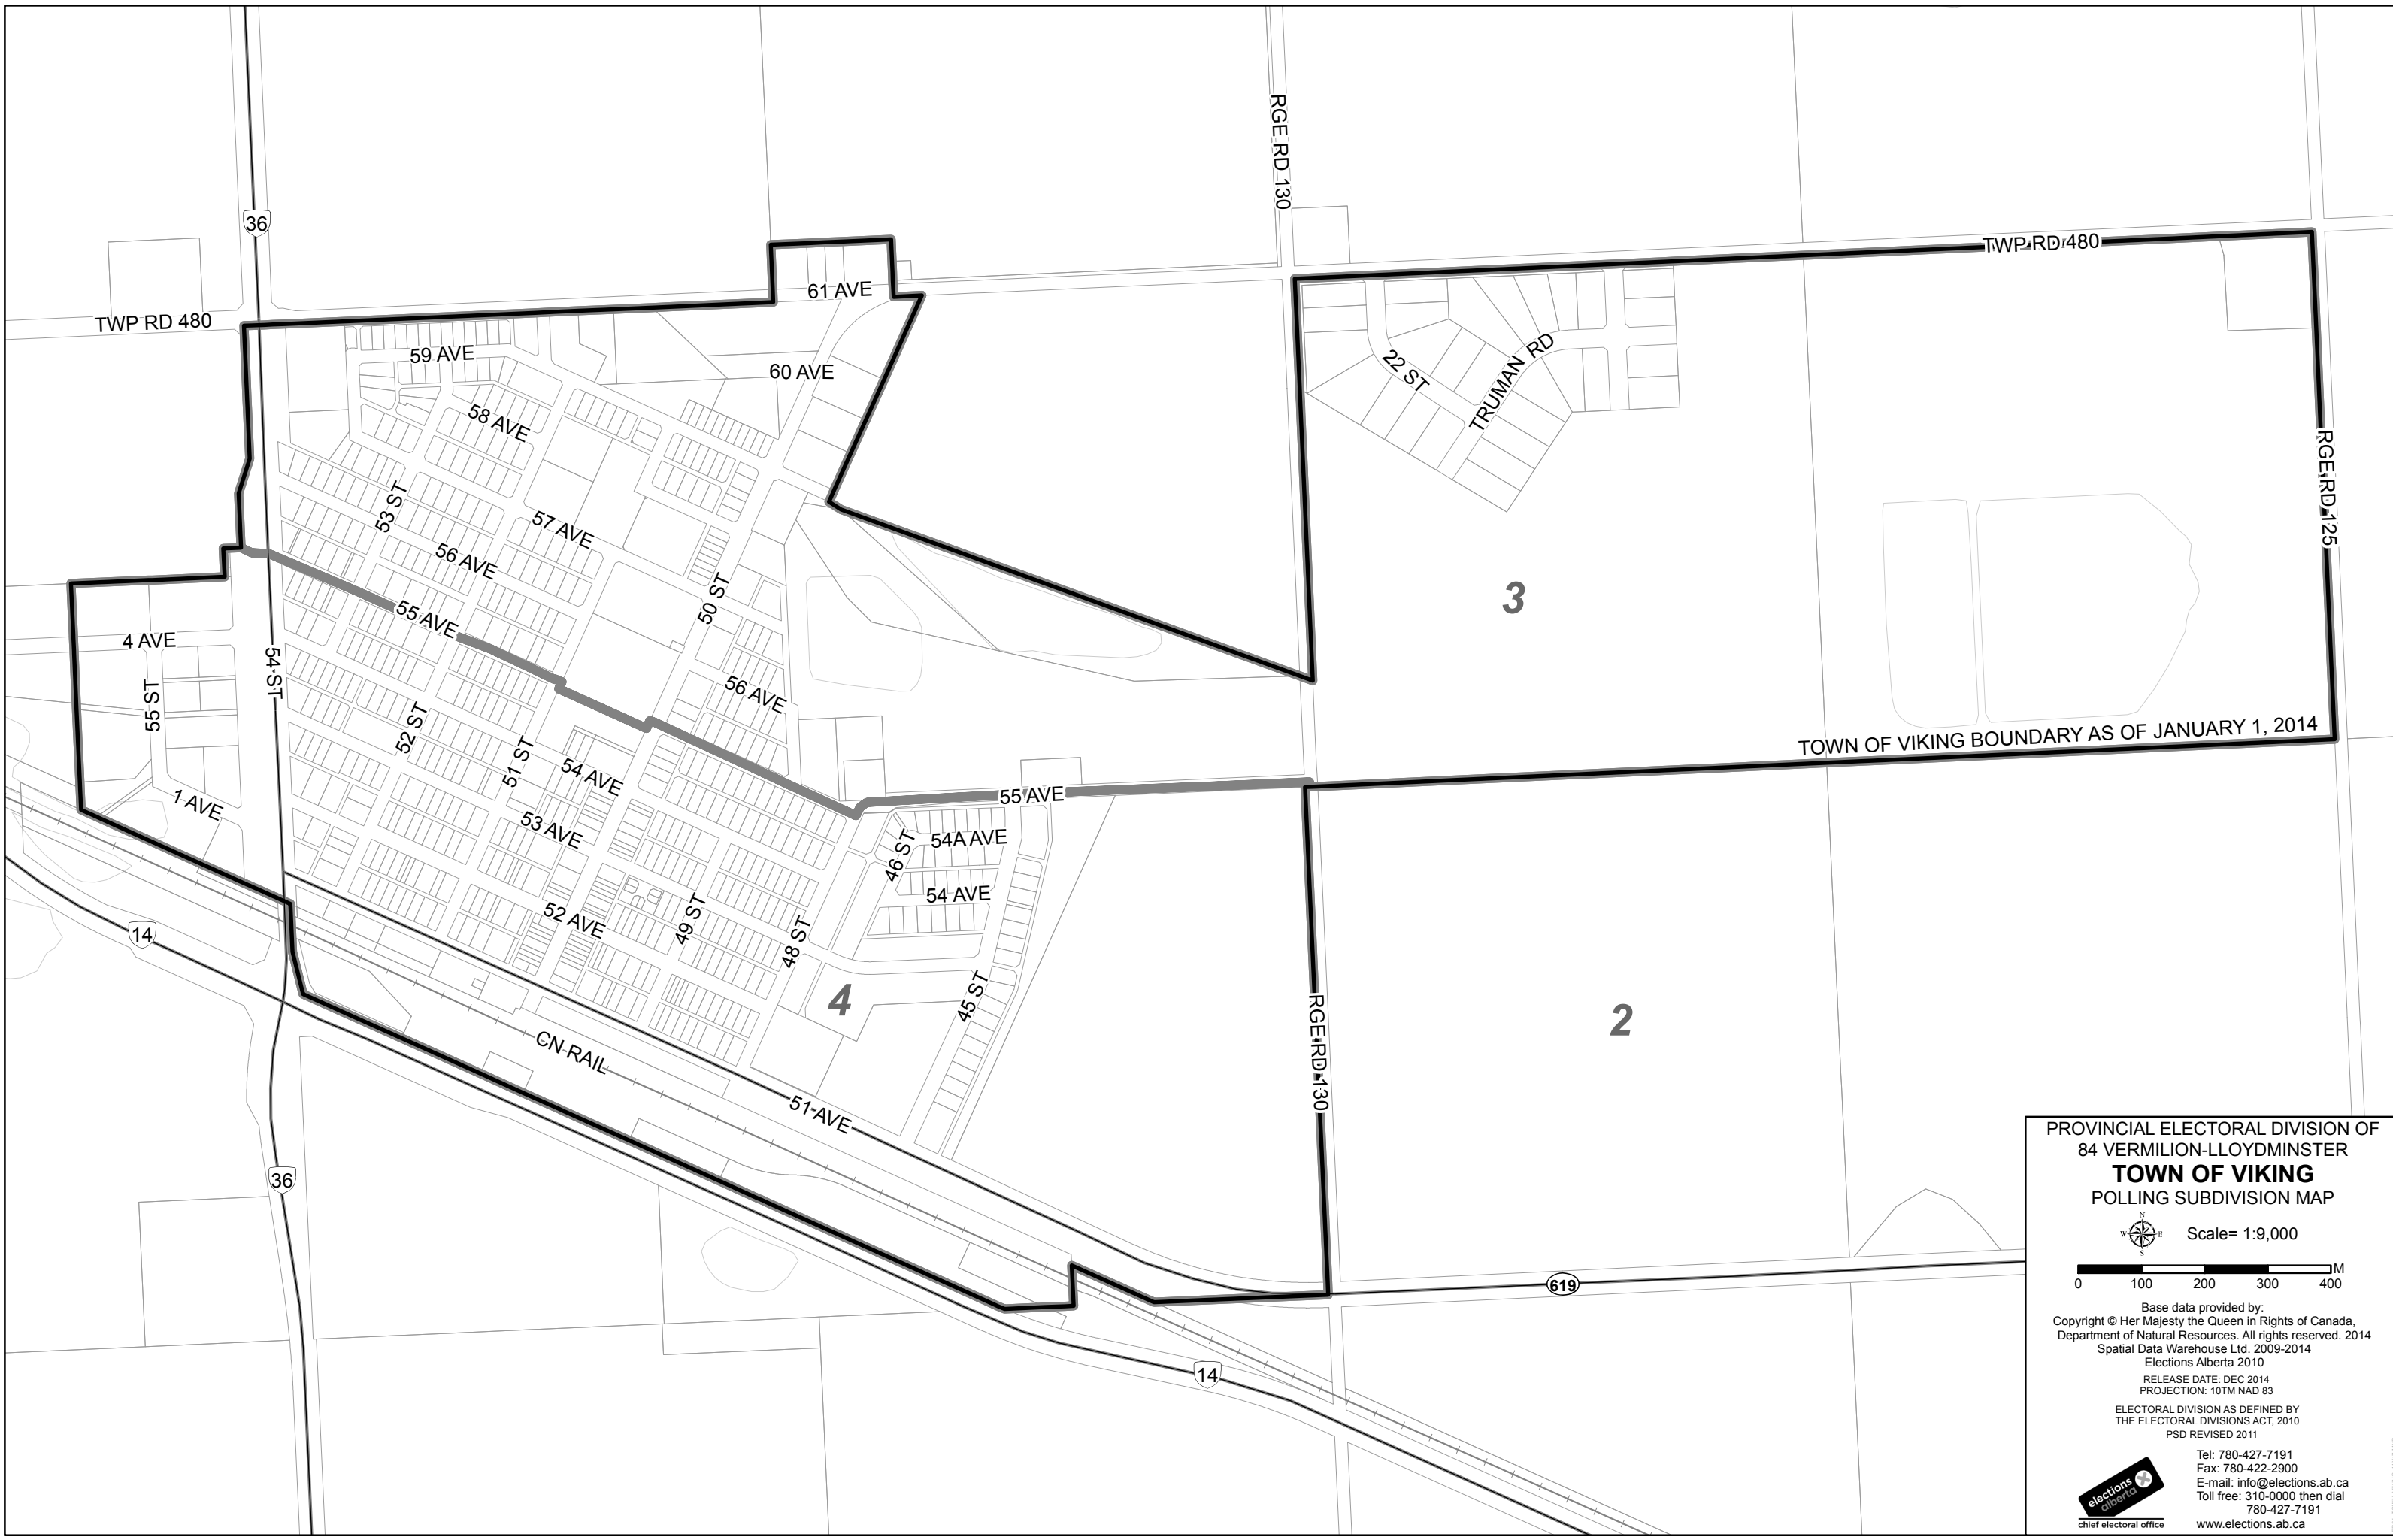 RGE RD 130
36
TWP RD 480
61 AVE
TWP RD 480
59 AVE
60 AVE
22 ST
TRUMAN RD
58 AVE
RGE RD 125
53 ST
57 AVE
56 AVE
50 ST
3
55 AVE
4 AVE
54 ST
55 ST
56 AVE
52 ST
TOWN OF VIKING BOUNDARY AS OF JANUARY 1, 2014
51 ST
54 AVE
55 AVE
1 AVE
53 AVE
54A AVE
46 ST
54 AVE
52 AVE
49 ST
14
48 ST
4
45 ST
2
RGE RD 130
CN RAIL
51 AVE
36
619
14
PROVINCIAL ELECTORAL DIVISION OF
84 VERMILION-LLOYDMINSTER
TOWN OF VIKING
POLLING SUBDIVISION MAP
N
W E
S
Scale= 1:9,000
M
0 100 200 300 400
Base data provided by:
Copyright © Her Majesty the Queen in Rights of Canada,
Department of Natural Resources. All rights reserved. 2014
Spatial Data Warehouse Ltd. 2009-2014
Elections Alberta 2010
RELEASE DATE: DEC 2014
PROJECTION: 10TM NAD 83
ELECTORAL DIVISION AS DEFINED BY
THE ELECTORAL DIVISIONS ACT, 2010
PSD REVISED 2011
elections
alberta
chief electoral office
Tel: 780-427-7191
Fax: 780-422-2900
E-mail: info@elections.ab.ca
Toll free: 310-0000 then dial
780-427-7191
www.elections.ab.ca